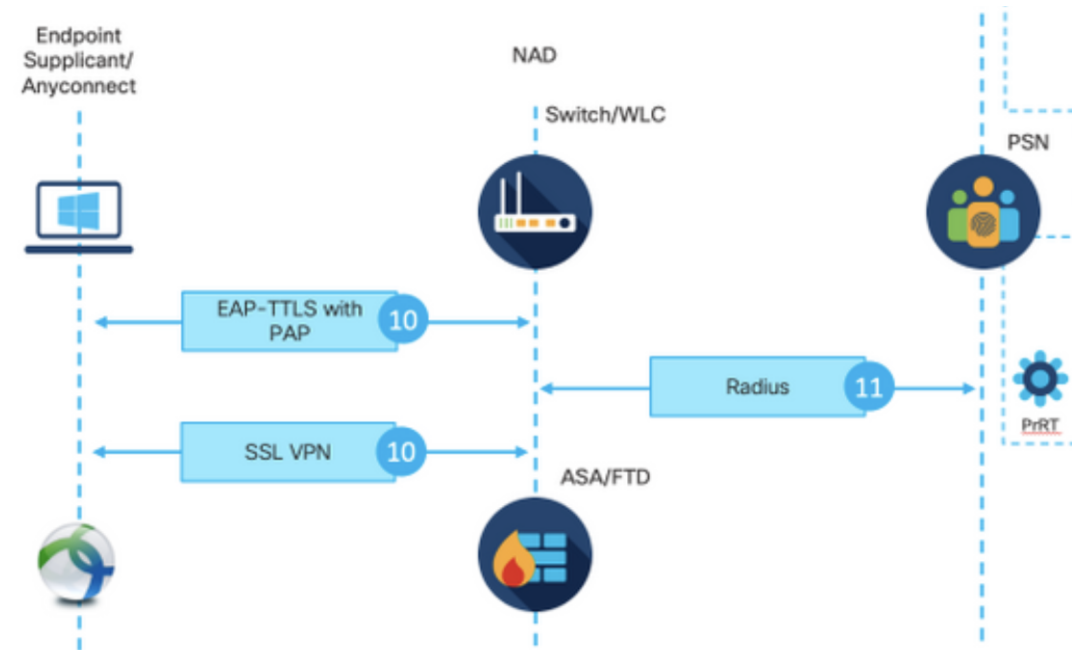 Endpoint
Supplicant/
Anyconnect
NAD
Switch/WLC
PSN
EAP-TTLS with
PAP
10
Radius
11
PrRT
SSL VPN
10
ASA/FTD